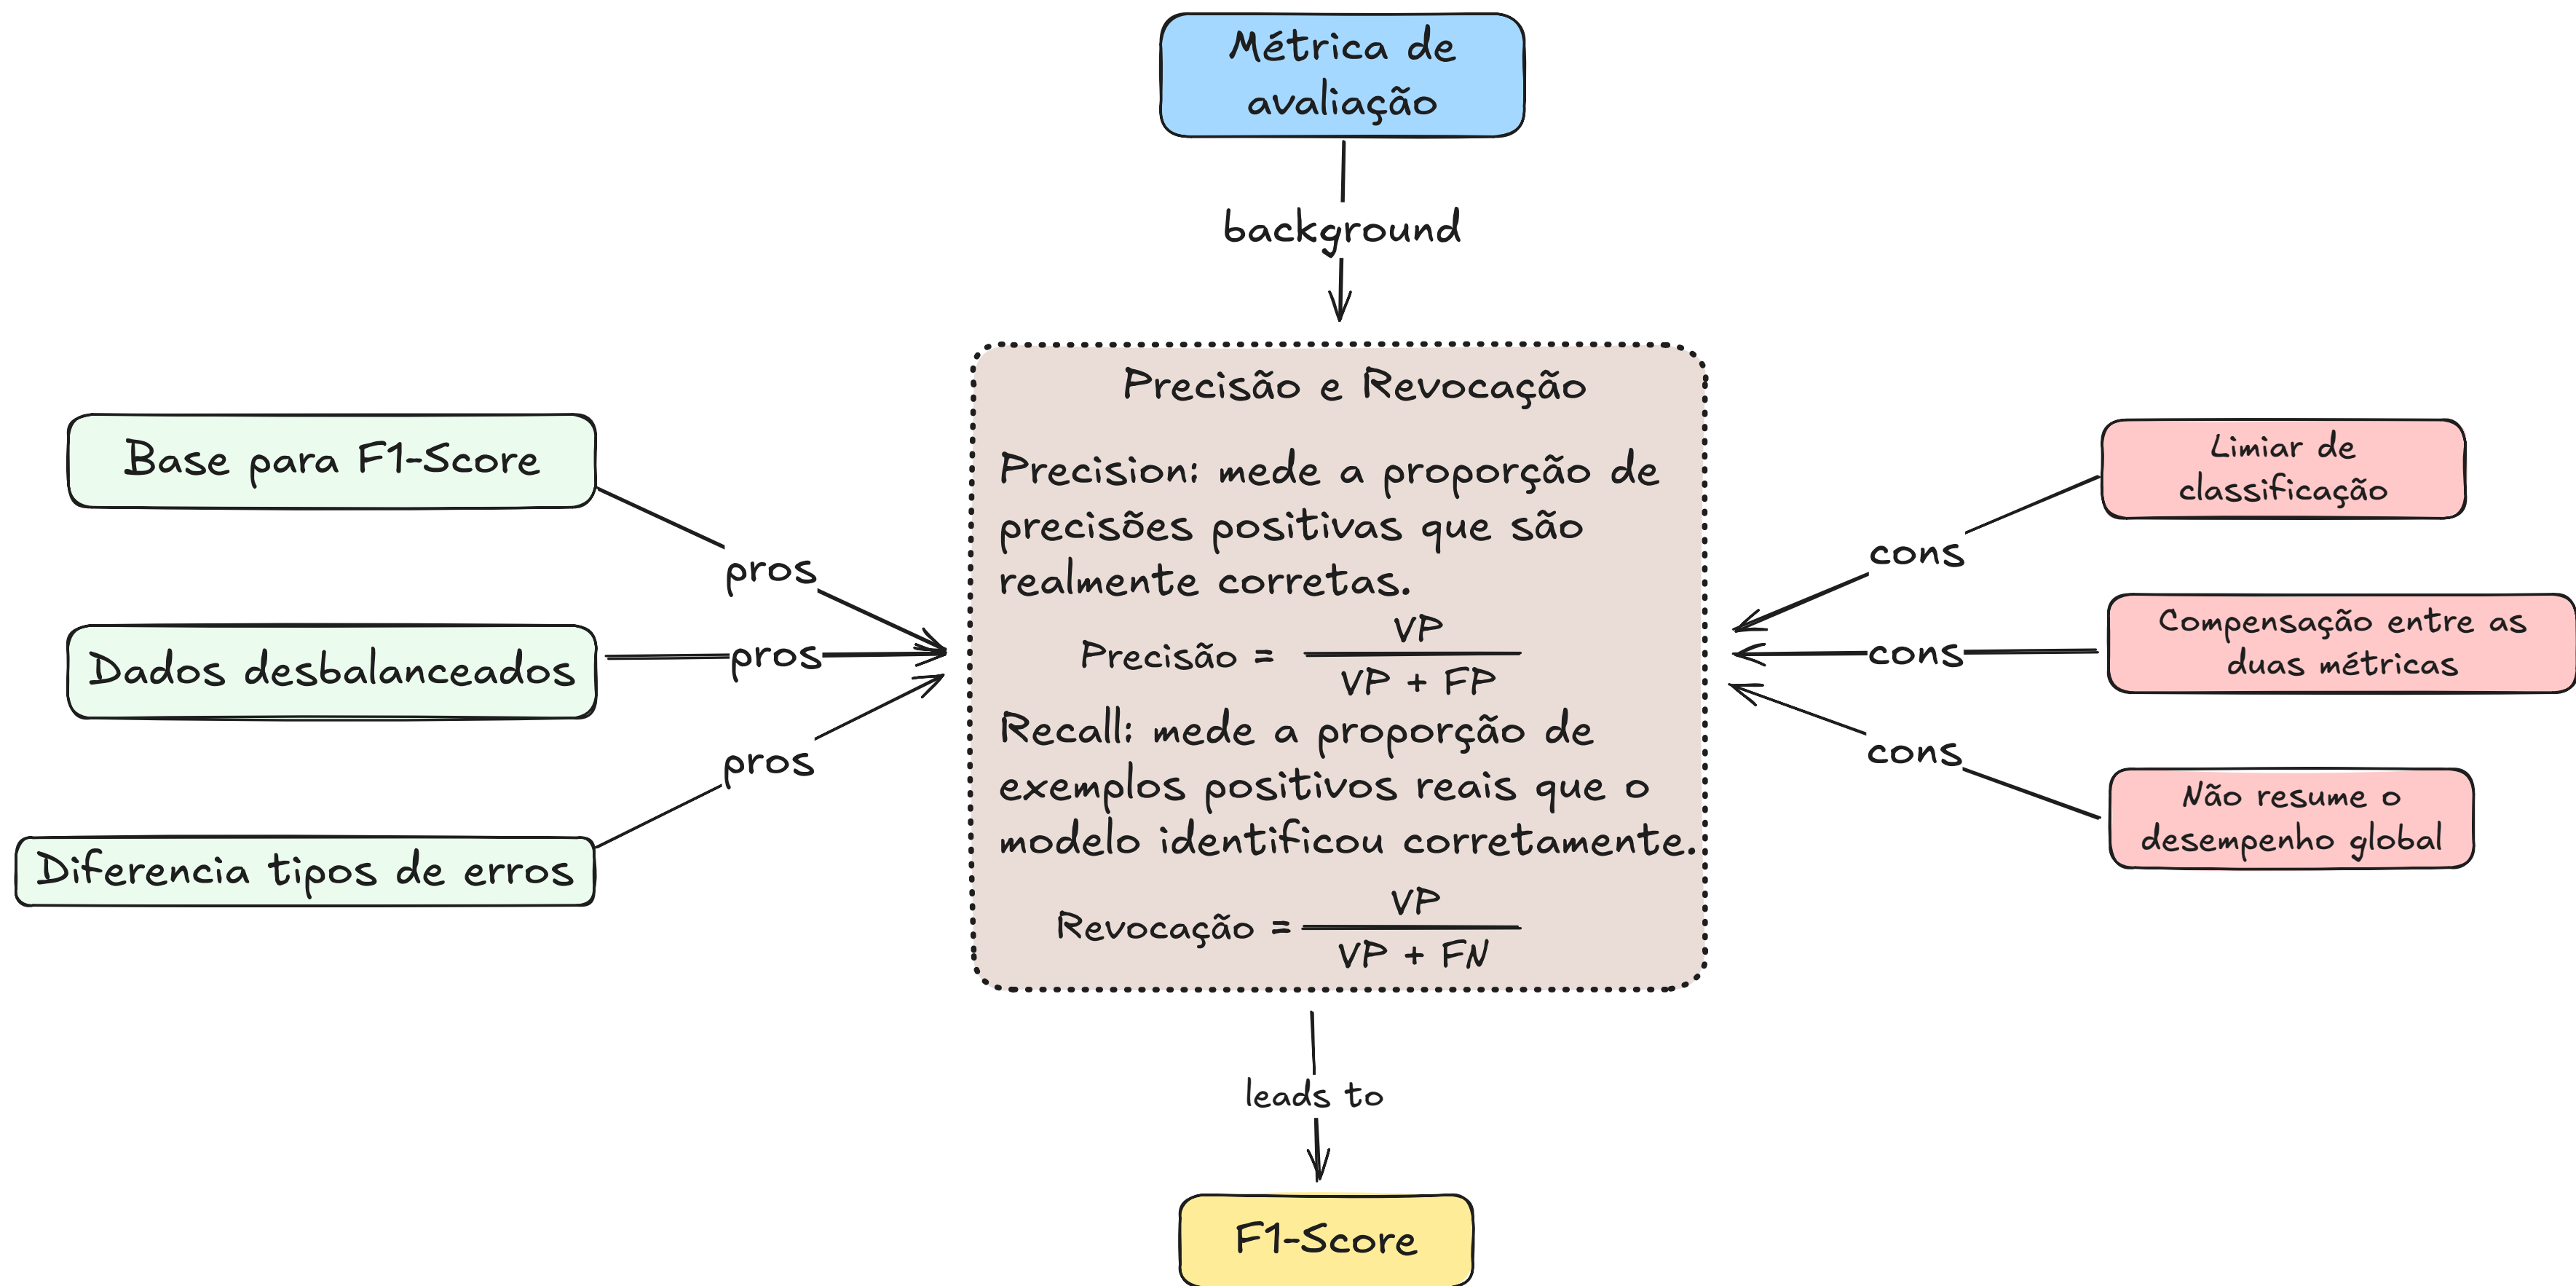 Métrica de
avaliação
background
Precisão e Revocação
Precision: mede a proporção de
precisões positivas que são
realmente corretas.
Precisão = VP
VP + FP
Recall: mede a proporção de
exemplos positivos reais que o
modelo identificou corretamente.
Revocação = VP
VP + FN
Base para F1-Score
pros
Dados desbalanceados
pros
Diferencia tipos de erros
pros
Limiar de
classificação
cons
Compensação entre as
duas métricas
cons
Não resume o
desempenho global
cons
leads to
F1-Score